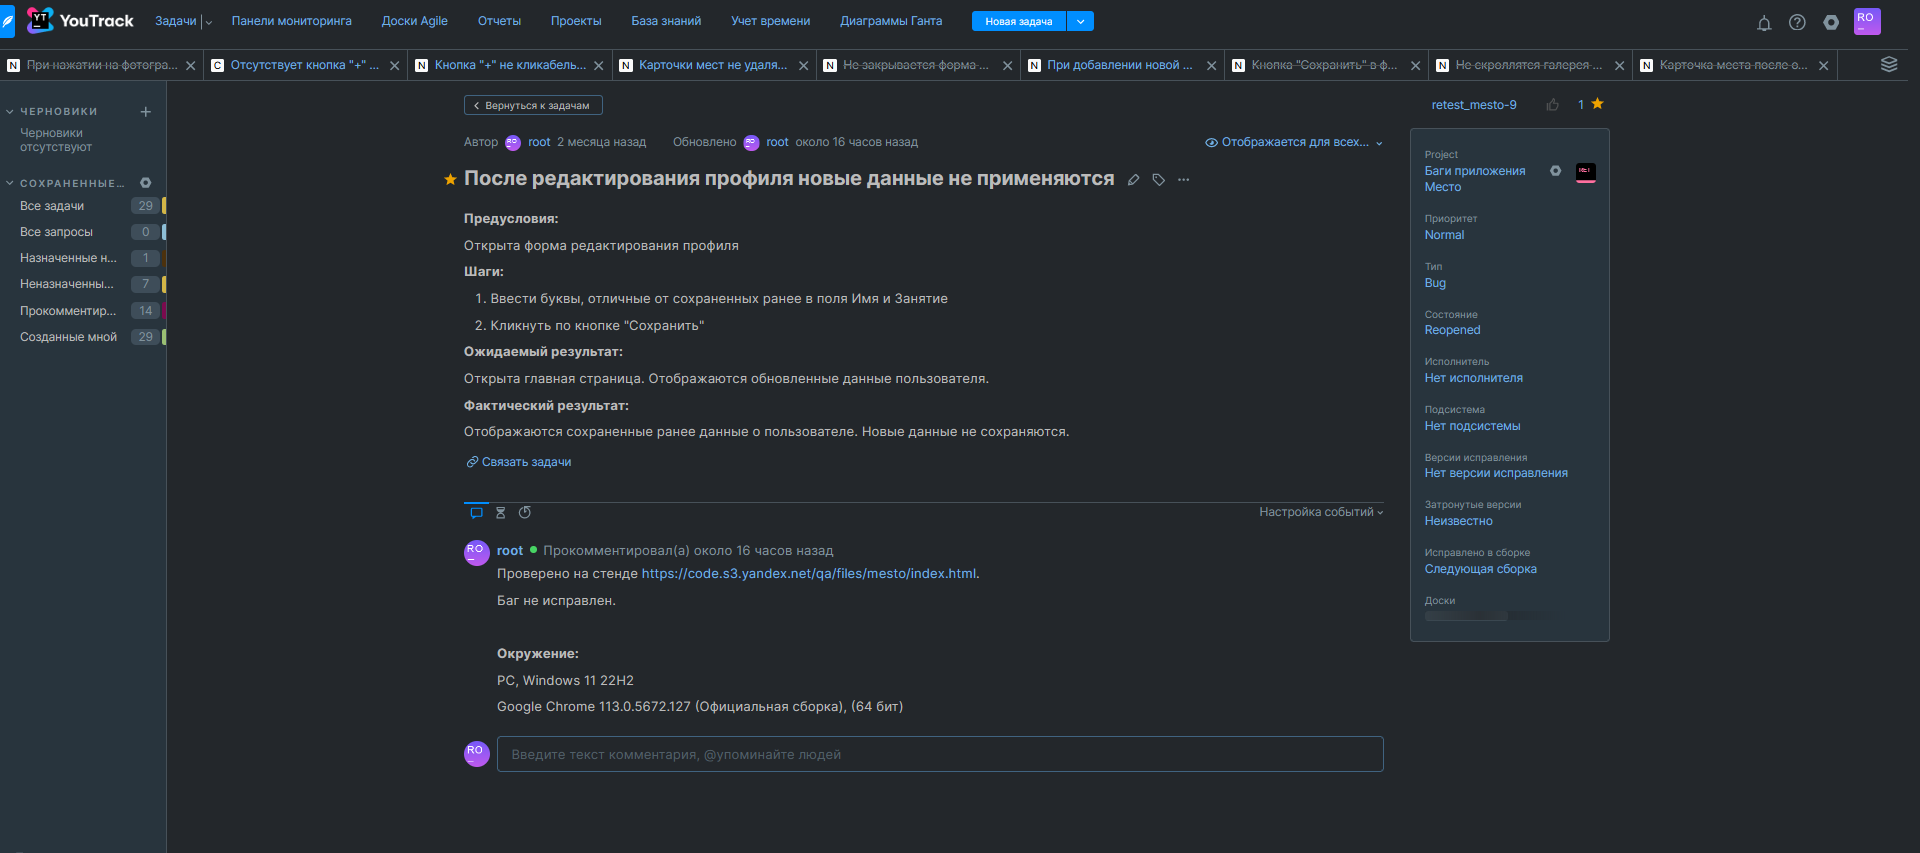 YT YouTrack Задачи Панели мониторинга Доски Agile Отчеты Проекты База знаний Учет времени Диаграммы Ганта Новая задача RO
N При нажатии на фотогра... C Отсутствует кнопка "+" ... N Кнопка "+" не кликабель... N Карточки мест не удаля... N Не закрывается форма ... N При добавлении новой ... N Кнопка "Сохранить" в ф... N Не скроллятся галерея ... N Карточка места после о...
ЧЕРНОВИКИ
Черновики
отсутствуют
СОХРАНЕННЫЕ...
Все задачи 29
Все запросы 0
Назначенные н... 1
Неназначенны... 7
Прокомментир... 14
Созданные мной 29
Вернуться к задачам
Автор RO root 2 месяца назад Обновлено RO root около 16 часов назад Отображается для всех...
После редактирования профиля новые данные не применяются
Предусловия:
Открыта форма редактирования профиля
Шаги:
1. Ввести буквы, отличные от сохраненных ранее в поля Имя и Занятие
2. Кликнуть по кнопке "Сохранить"
Ожидаемый результат:
Открыта главная страница. Отображаются обновленные данные пользователя.
Фактический результат:
Отображаются сохраненные ранее данные о пользователе. Новые данные не сохраняются.
Связать задачи
Настройка событий
RO root Прокомментировал(а) около 16 часов назад
Проверено на стенде https://code.s3.yandex.net/qa/files/mesto/index.html.
Баг не исправлен.
Окружение:
PC, Windows 11 22H2
Google Chrome 113.0.5672.127 (Официальная сборка), (64 бит)
RO Введите текст комментария, @упоминайте людей
retest_mesto-9 1
Project
Баги приложения
Место
RET
Приоритет
Normal
Тип
Bug
Состояние
Reopened
Исполнитель
Нет исполнителя
Подсистема
Нет подсистемы
Версии исправления
Нет версии исправления
Затронутые версии
Неизвестно
Исправлено в сборке
Следующая сборка
Доски